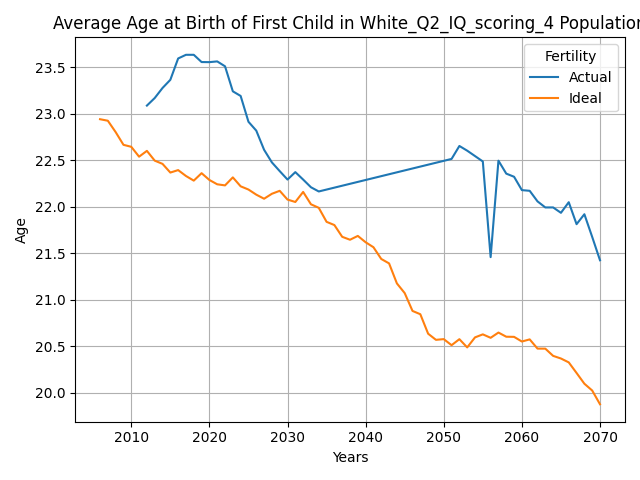 Average Age at Birth of First Child in White_Q2_IQ_scoring_4 Population
Fertility
Actual
Ideal
23.5
23.0
22.5
22.0
21.5
21.0
20.5
20.0
Age
2010 2020 2030 2040 2050 2060 2070
Years